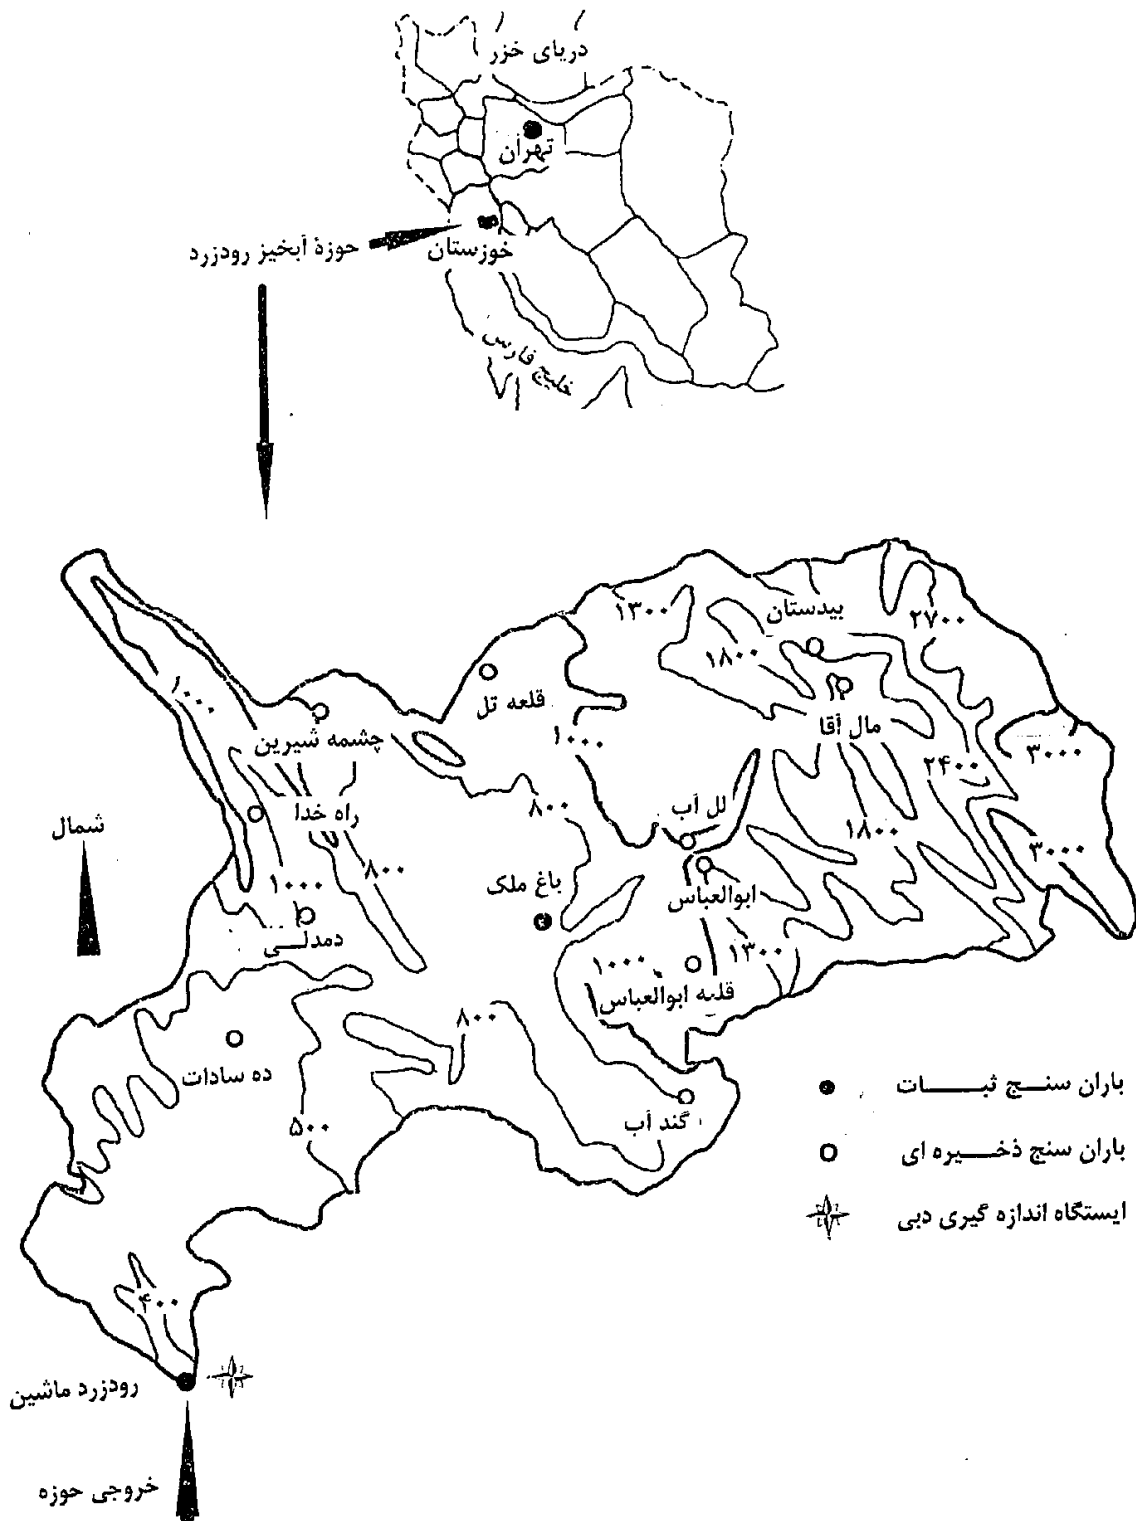 دریای خزر
تهران
حوزهٔ آبخیز رودزرد
خوزستان
خلیج فارس
۱۳۰۰
بیدستان
۲۷۰۰
۱۸۰۰
قلعه تل
۱۰۰۰
مال آقا
چشمه شیرین
۱۰۰۰
۳۰۰۰
۲۴۰۰
راه خدا
۸۰۰
لل آب
شمال
۱۸۰۰
۳۰۰۰
۸۰۰
۱۰۰۰
باغ ملک
ابوالعباس
دمدلی
۱۳۰۰
۱۰۰۰
قلبه ابوالعباس
۸۰۰
ده سادات
باران سنج ثبات
گند آب
۵۰۰
باران سنج ذخیره ای
ایستگاه اندازه گیری دبی
۴۰۰
رودزرد ماشین
خروجی حوزه